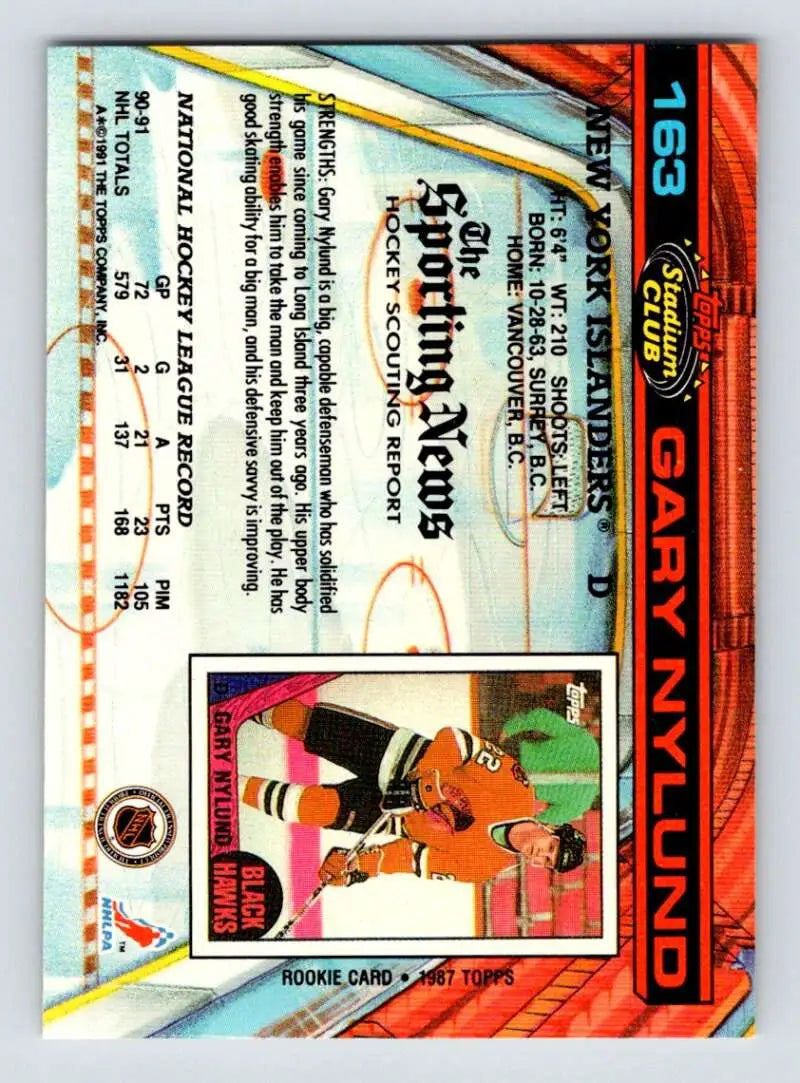 163
TOPPS
Stadium
CLUB
GARY NYLUND
NEW YORK ISLANDERS® D
HT: 6'4" WT: 210 SHOOTS: LEFT
BORN: 10-28-63, SURREY, B.C.
HOME: VANCOUVER, B.C.
The
Sporting News
HOCKEY SCOUTING REPORT
STRENGTHS: Gary Nylund is a big, capable defenseman who has solidified
his game since coming to Long Island three years ago. His upper body
strength enables him to take the man and keep him out of the play. He has
good skating ability for a big man, and his defensive savvy is improving.
NATIONAL HOCKEY LEAGUE RECORD
GP G A PTS PIM
90-91 72 2 21 23 105
NHL TOTALS 579 31 137 168 1182
A✱©1991 THE TOPPS COMPANY, INC.
topps
22
D GARY NYLUND
BLACK
HAWKS
ROOKIE CARD • 1987 TOPPS
NHL
NHLPA
™